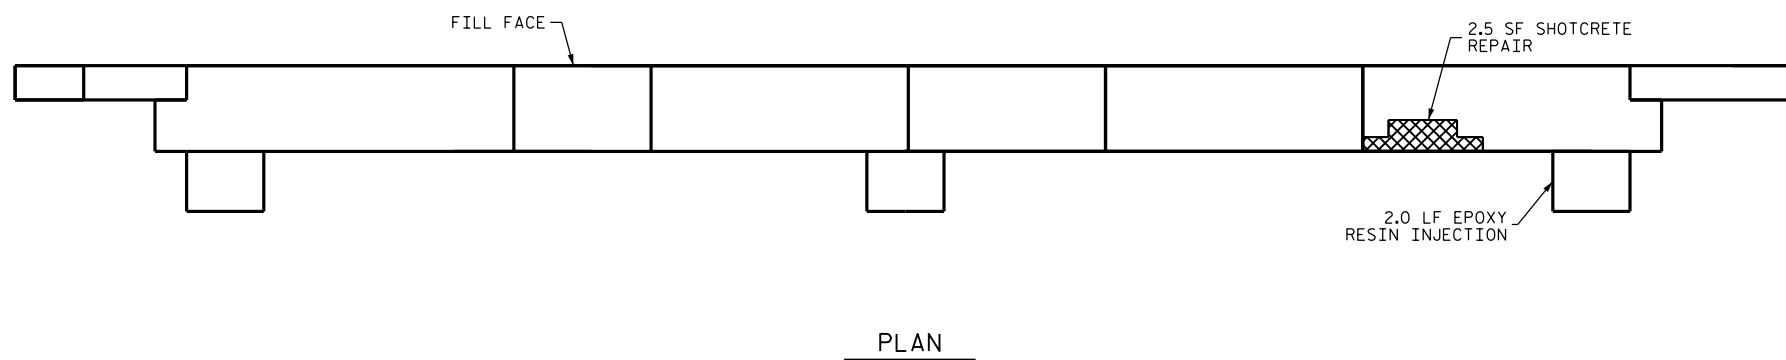 FILL FACE
2.5 SF SHOTCRETE
REPAIR
2.0 LF EPOXY
RESIN INJECTION
PLAN